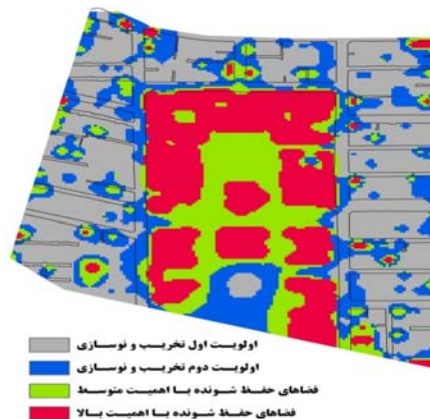 اولویت اول تخریب و نوسازی
اولویت دوم تخریب و نوسازی
فضاهای حفظ شونده با اهمیت متوسط
فضاهای حفظ شونده با اهمیت بالا